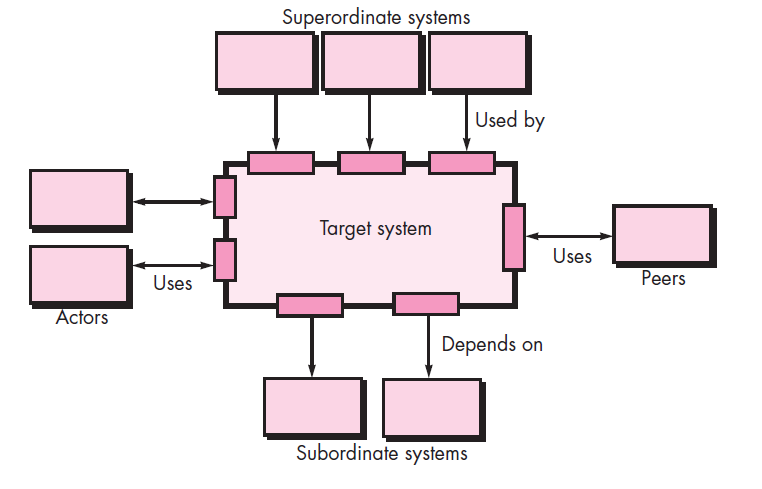 Superordinate systems
Used by
Target system
Uses
Peers
Uses
Actors
Depends on
Subordinate systems